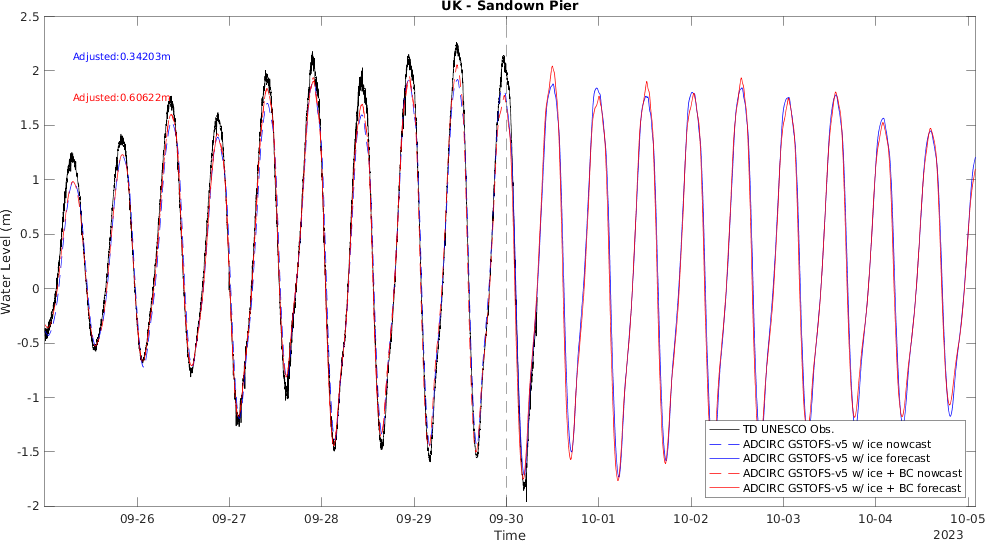 UK - Sandown Pier
Adjusted:0.34203m
Adjusted:0.60622m
2.5
2
1.5
1
0.5
0
-0.5
-1
-1.5
-2
Water Level (m)
TD UNESCO Obs.
ADCIRC GSTOFS-v5 w/ ice nowcast
ADCIRC GSTOFS-v5 w/ ice forecast
ADCIRC GSTOFS-v5 w/ ice + BC nowcast
ADCIRC GSTOFS-v5 w/ ice + BC forecast
09-26 09-27 09-28 09-29 09-30 10-01 10-02 10-03 10-04 10-05
Time
2023